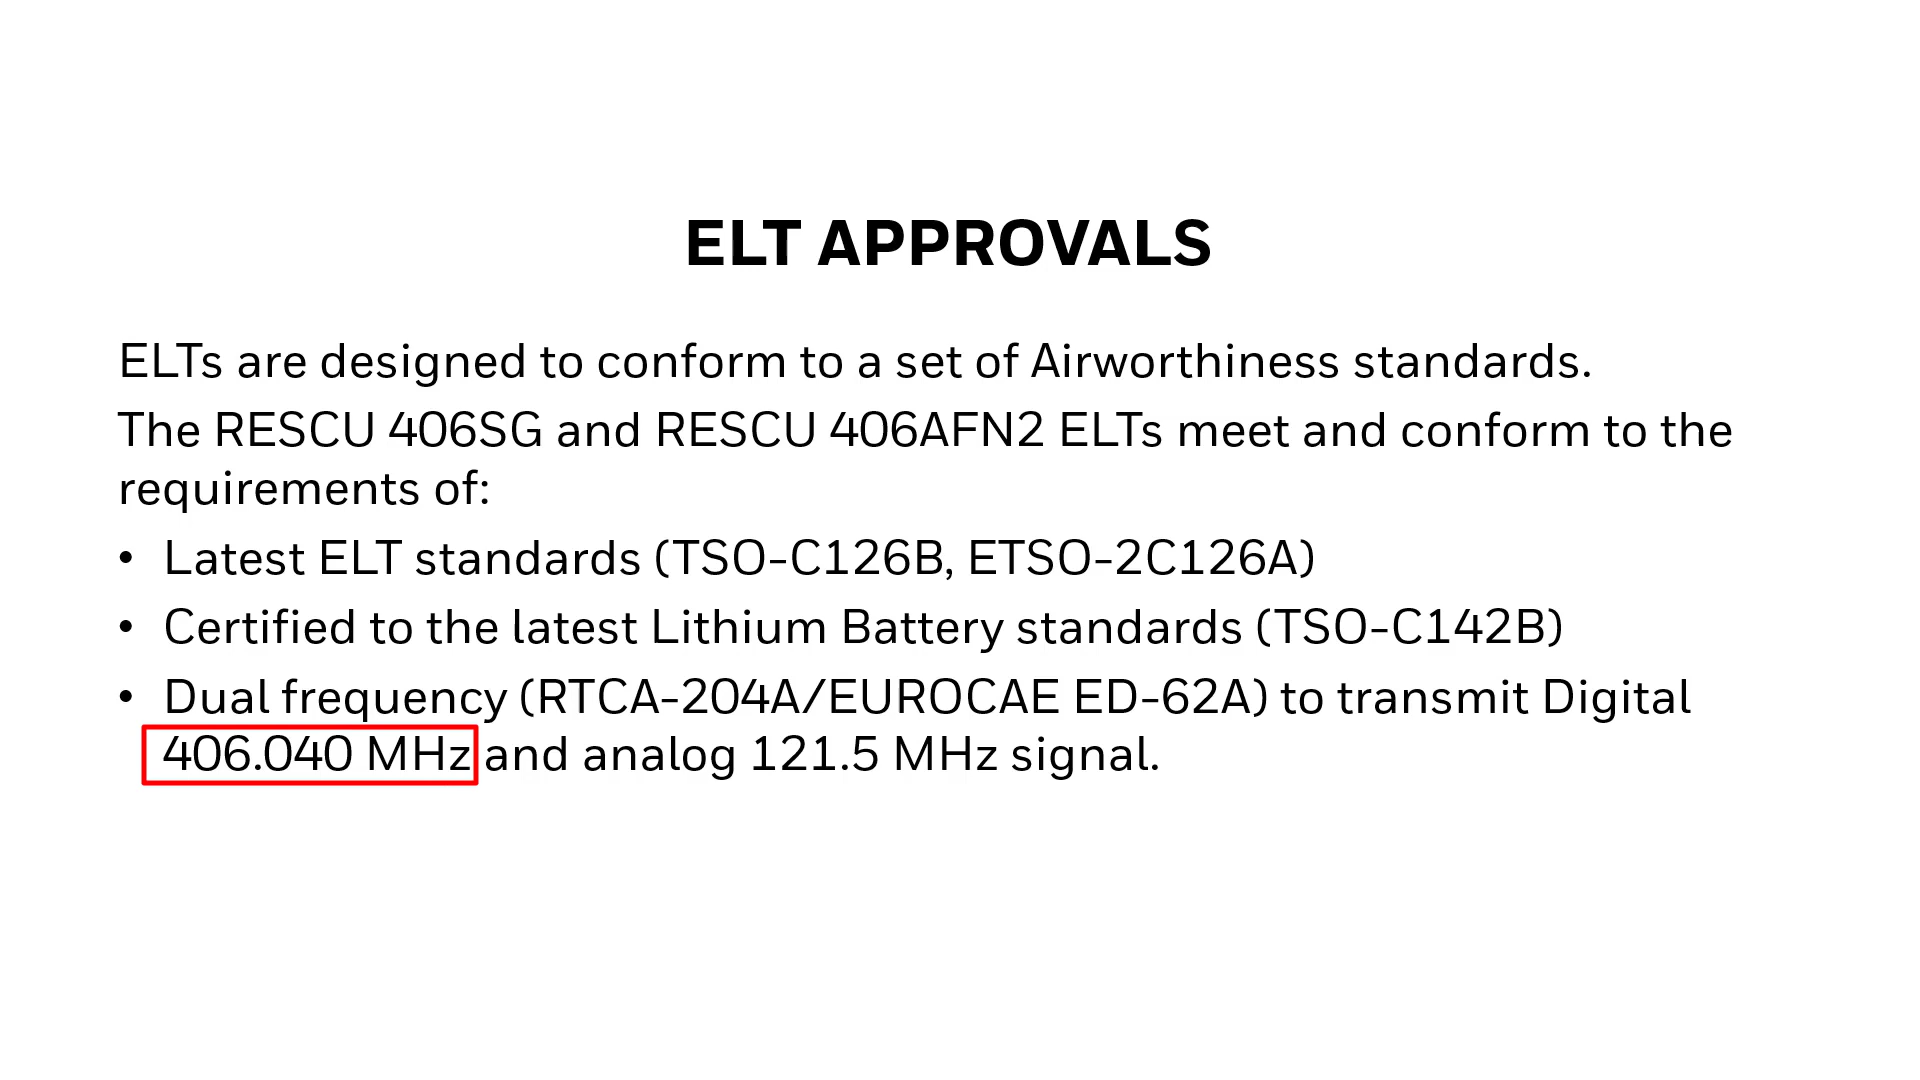 ELT APPROVALS
ELTs are designed to conform to a set of Airworthiness standards.
The RESCU 406SG and RESCU 406AFN2 ELTs meet and conform to the
requirements of:
• Latest ELT standards (TSO-C126B, ETSO-2C126A)
• Certified to the latest Lithium Battery standards (TSO-C142B)
• Dual frequency (RTCA-204A/EUROCAE ED-62A) to transmit Digital
406.040 MHz and analog 121.5 MHz signal.